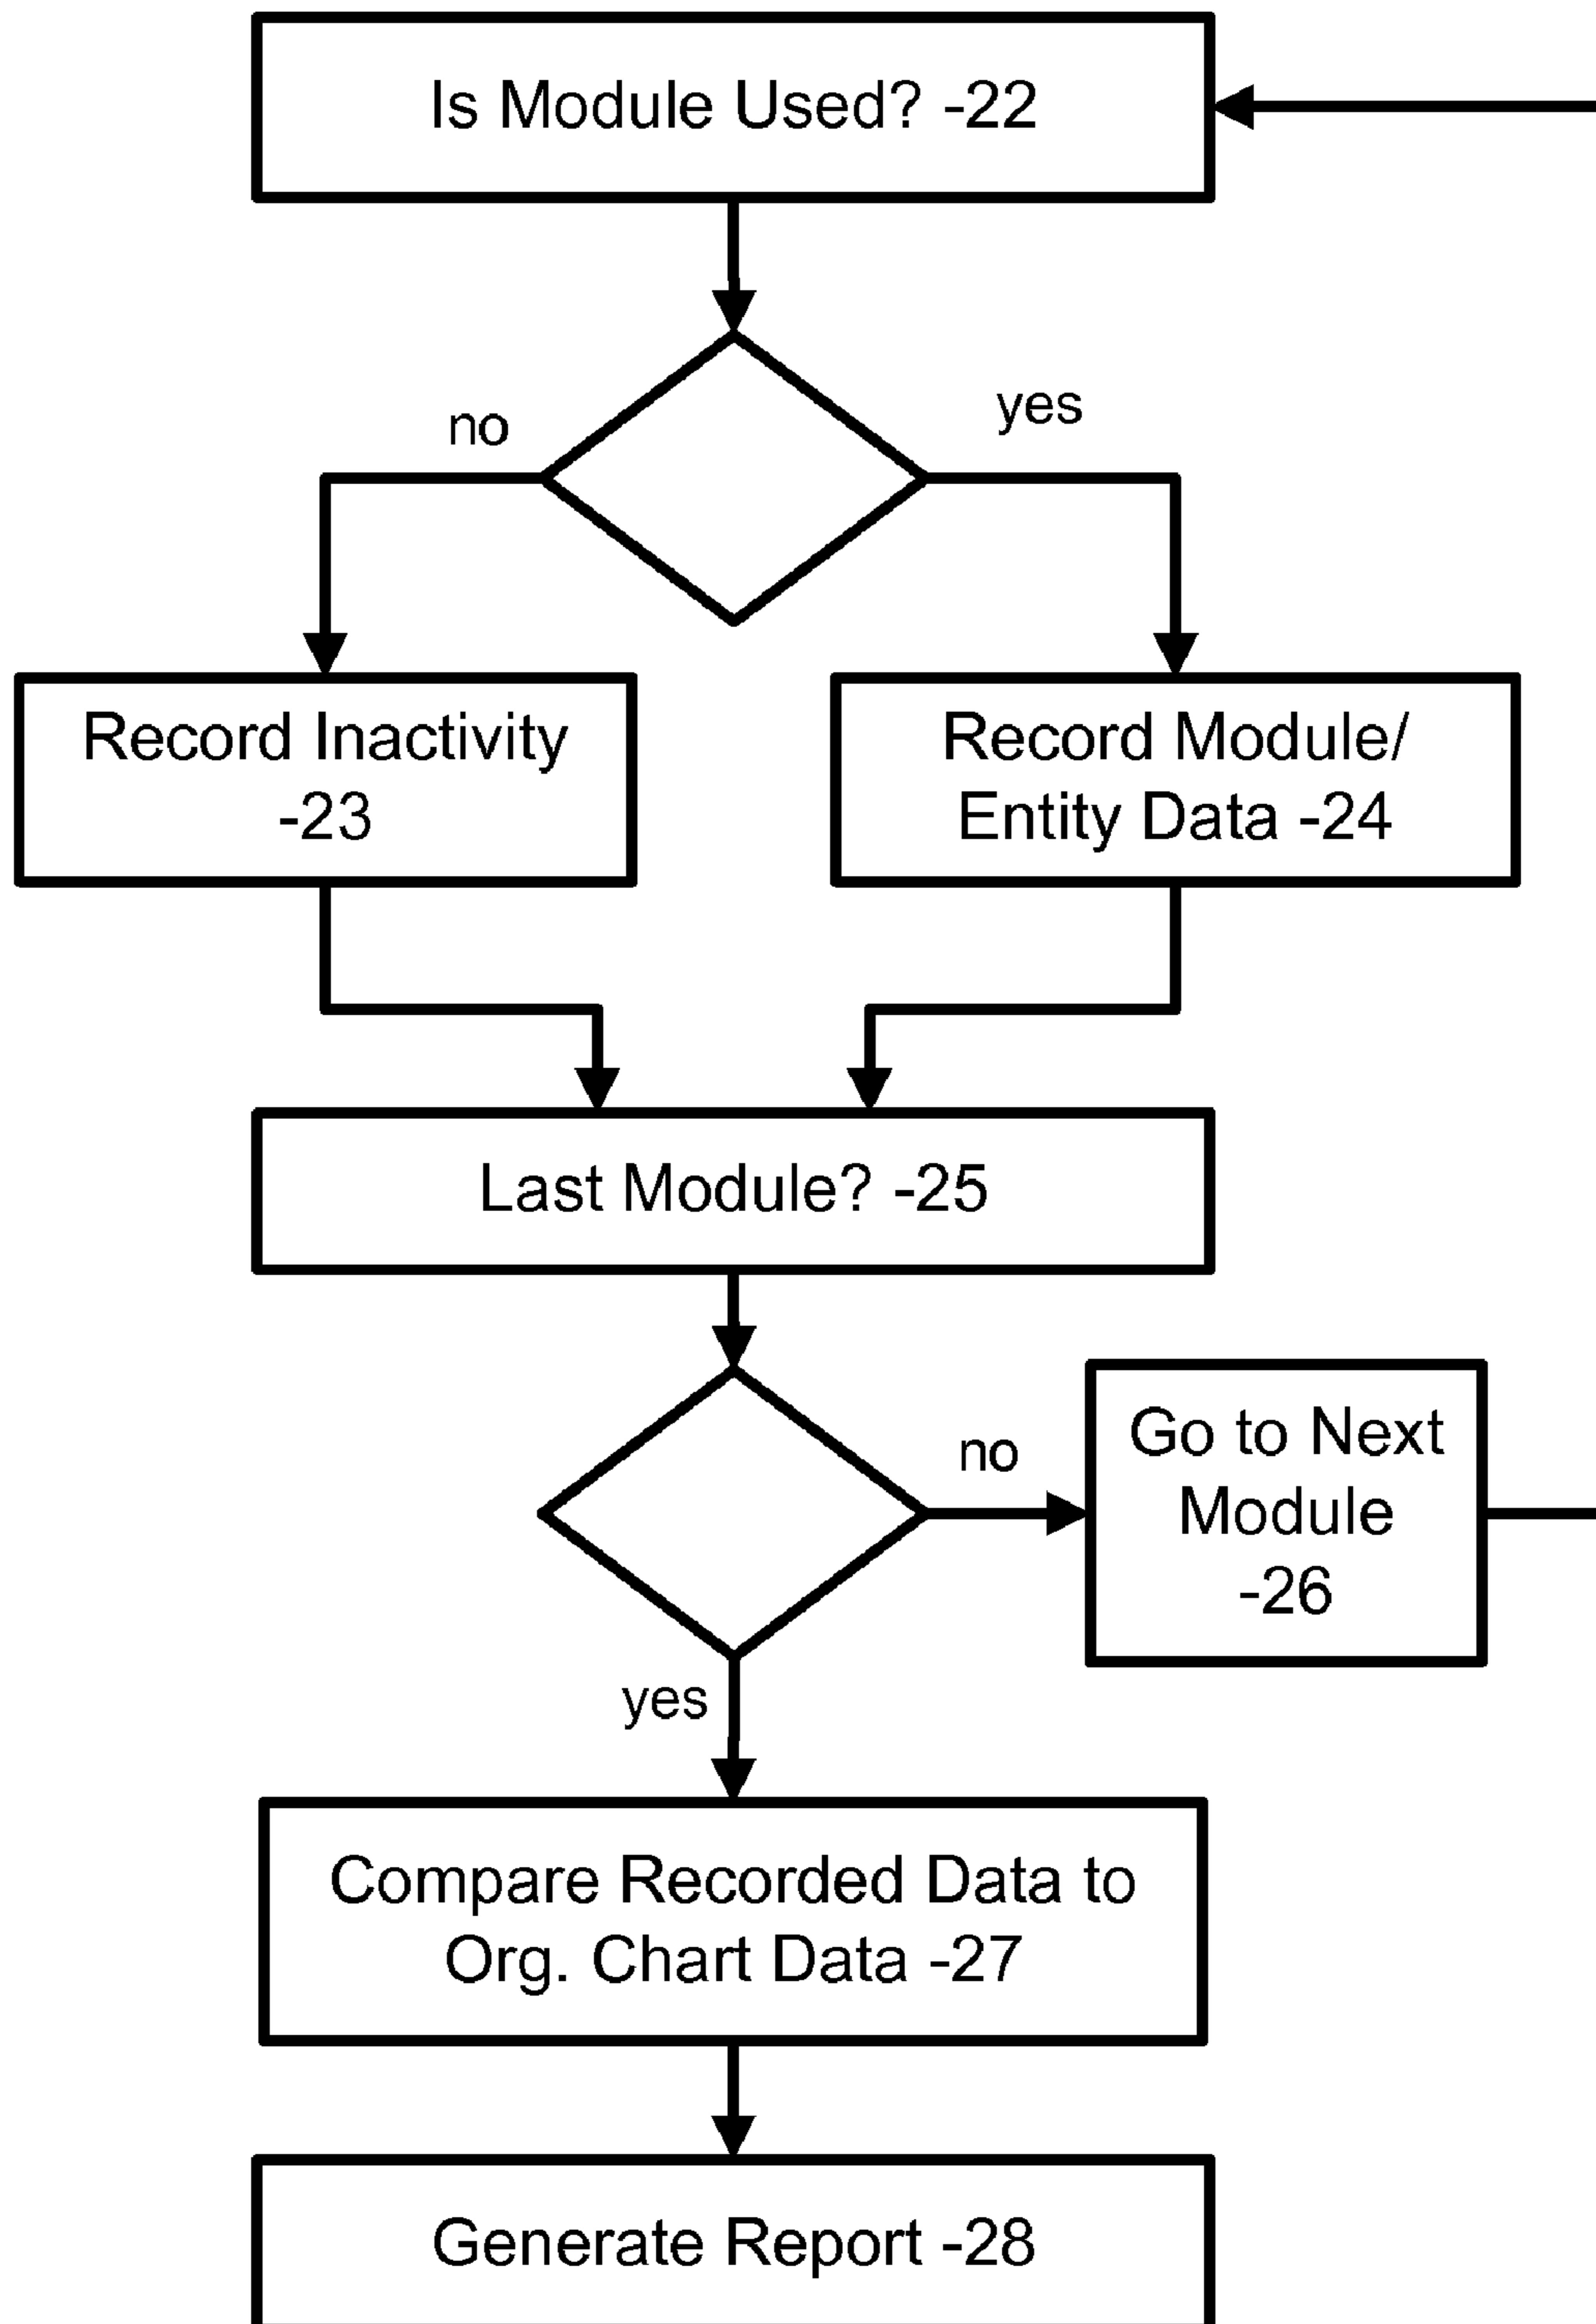 Is Module Used? -22
no
yes
Record Inactivity
-23
Record Module/
Entity Data -24
Last Module? -25
no
Go to Next
Module
-26
yes
Compare Recorded Data to
Org. Chart Data -27
Generate Report -28